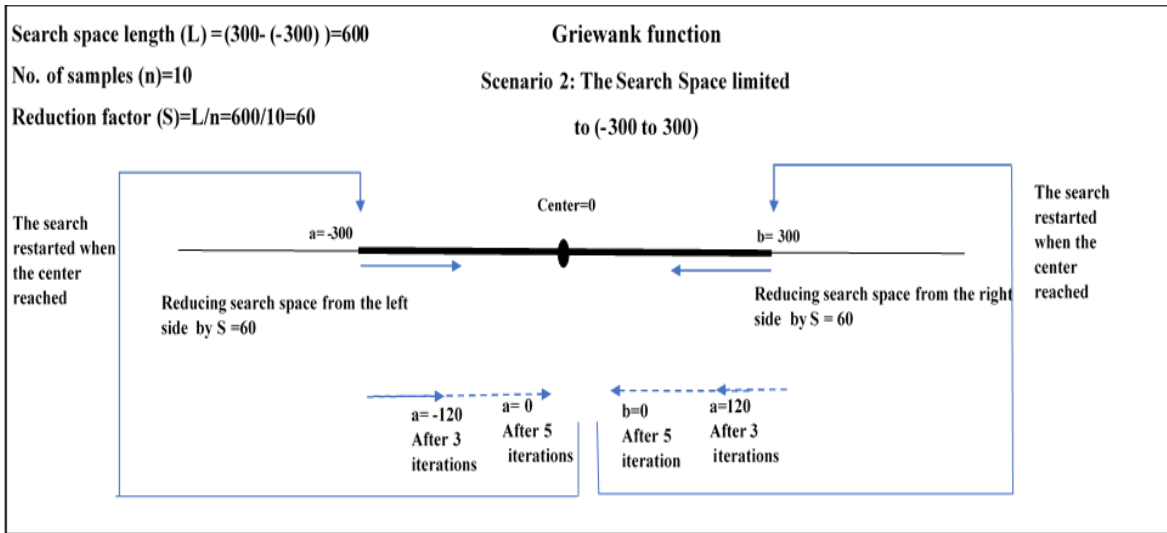 Search space length (L) =(300- (-300) )=600
No. of samples (n)=10
Reduction factor (S)=L/n=600/10=60
Griewank function
Scenario 2: The Search Space limited
to (-300 to 300)
The search
restarted when
the center
reached
a= -300
Center=0
b= 300
The search
restarted
when the
center
reached
Reducing search space from the left
side by S =60
Reducing search space from the right
side by S = 60
a= -120
After 3
iterations
a= 0
After 5
iterations
b=0
After 5
iteration
a=120
After 3
iterations